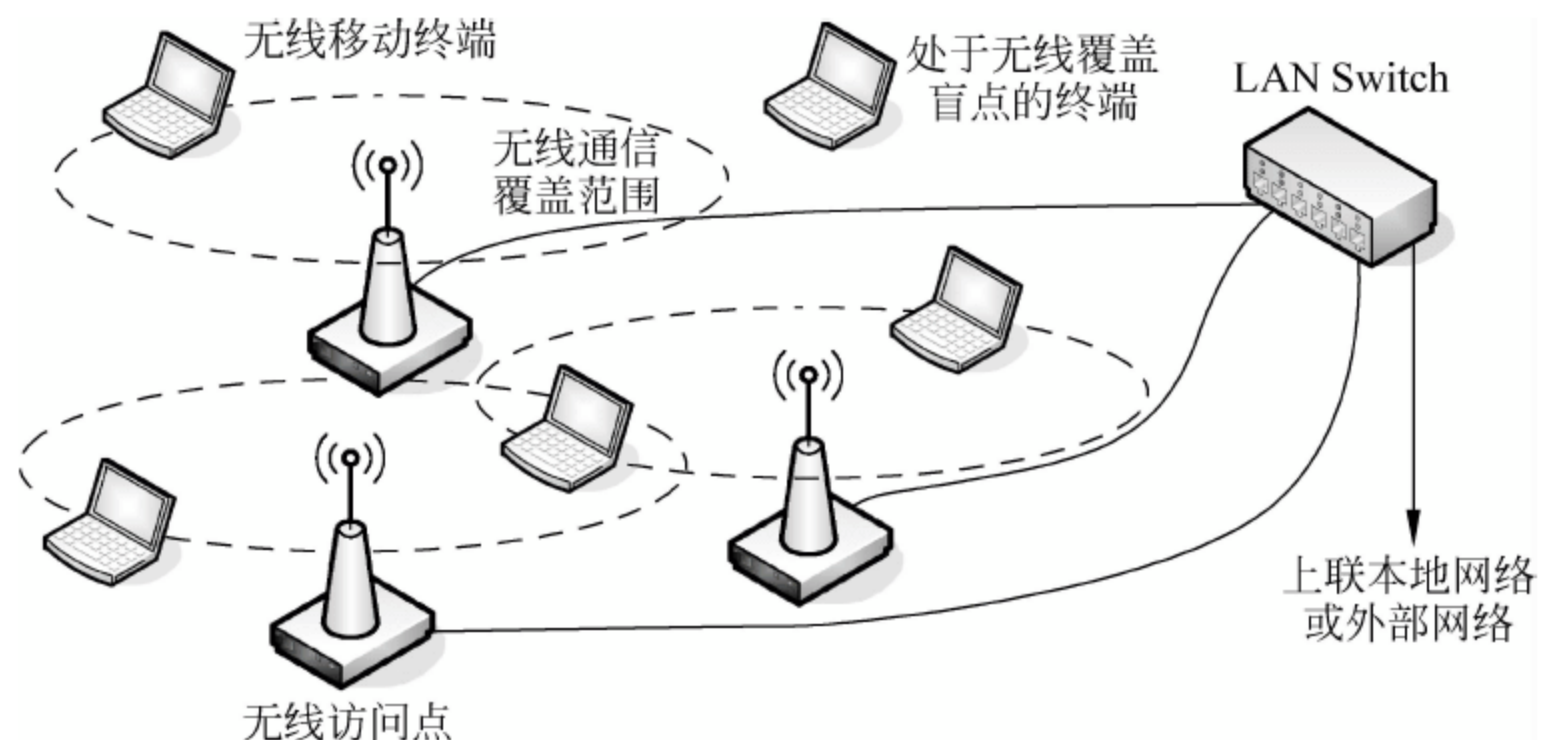 无线移动终端
处于无线覆盖
盲点的终端
LAN Switch
无线通信
覆盖范围
上联本地网络
或外部网络
无线访问点